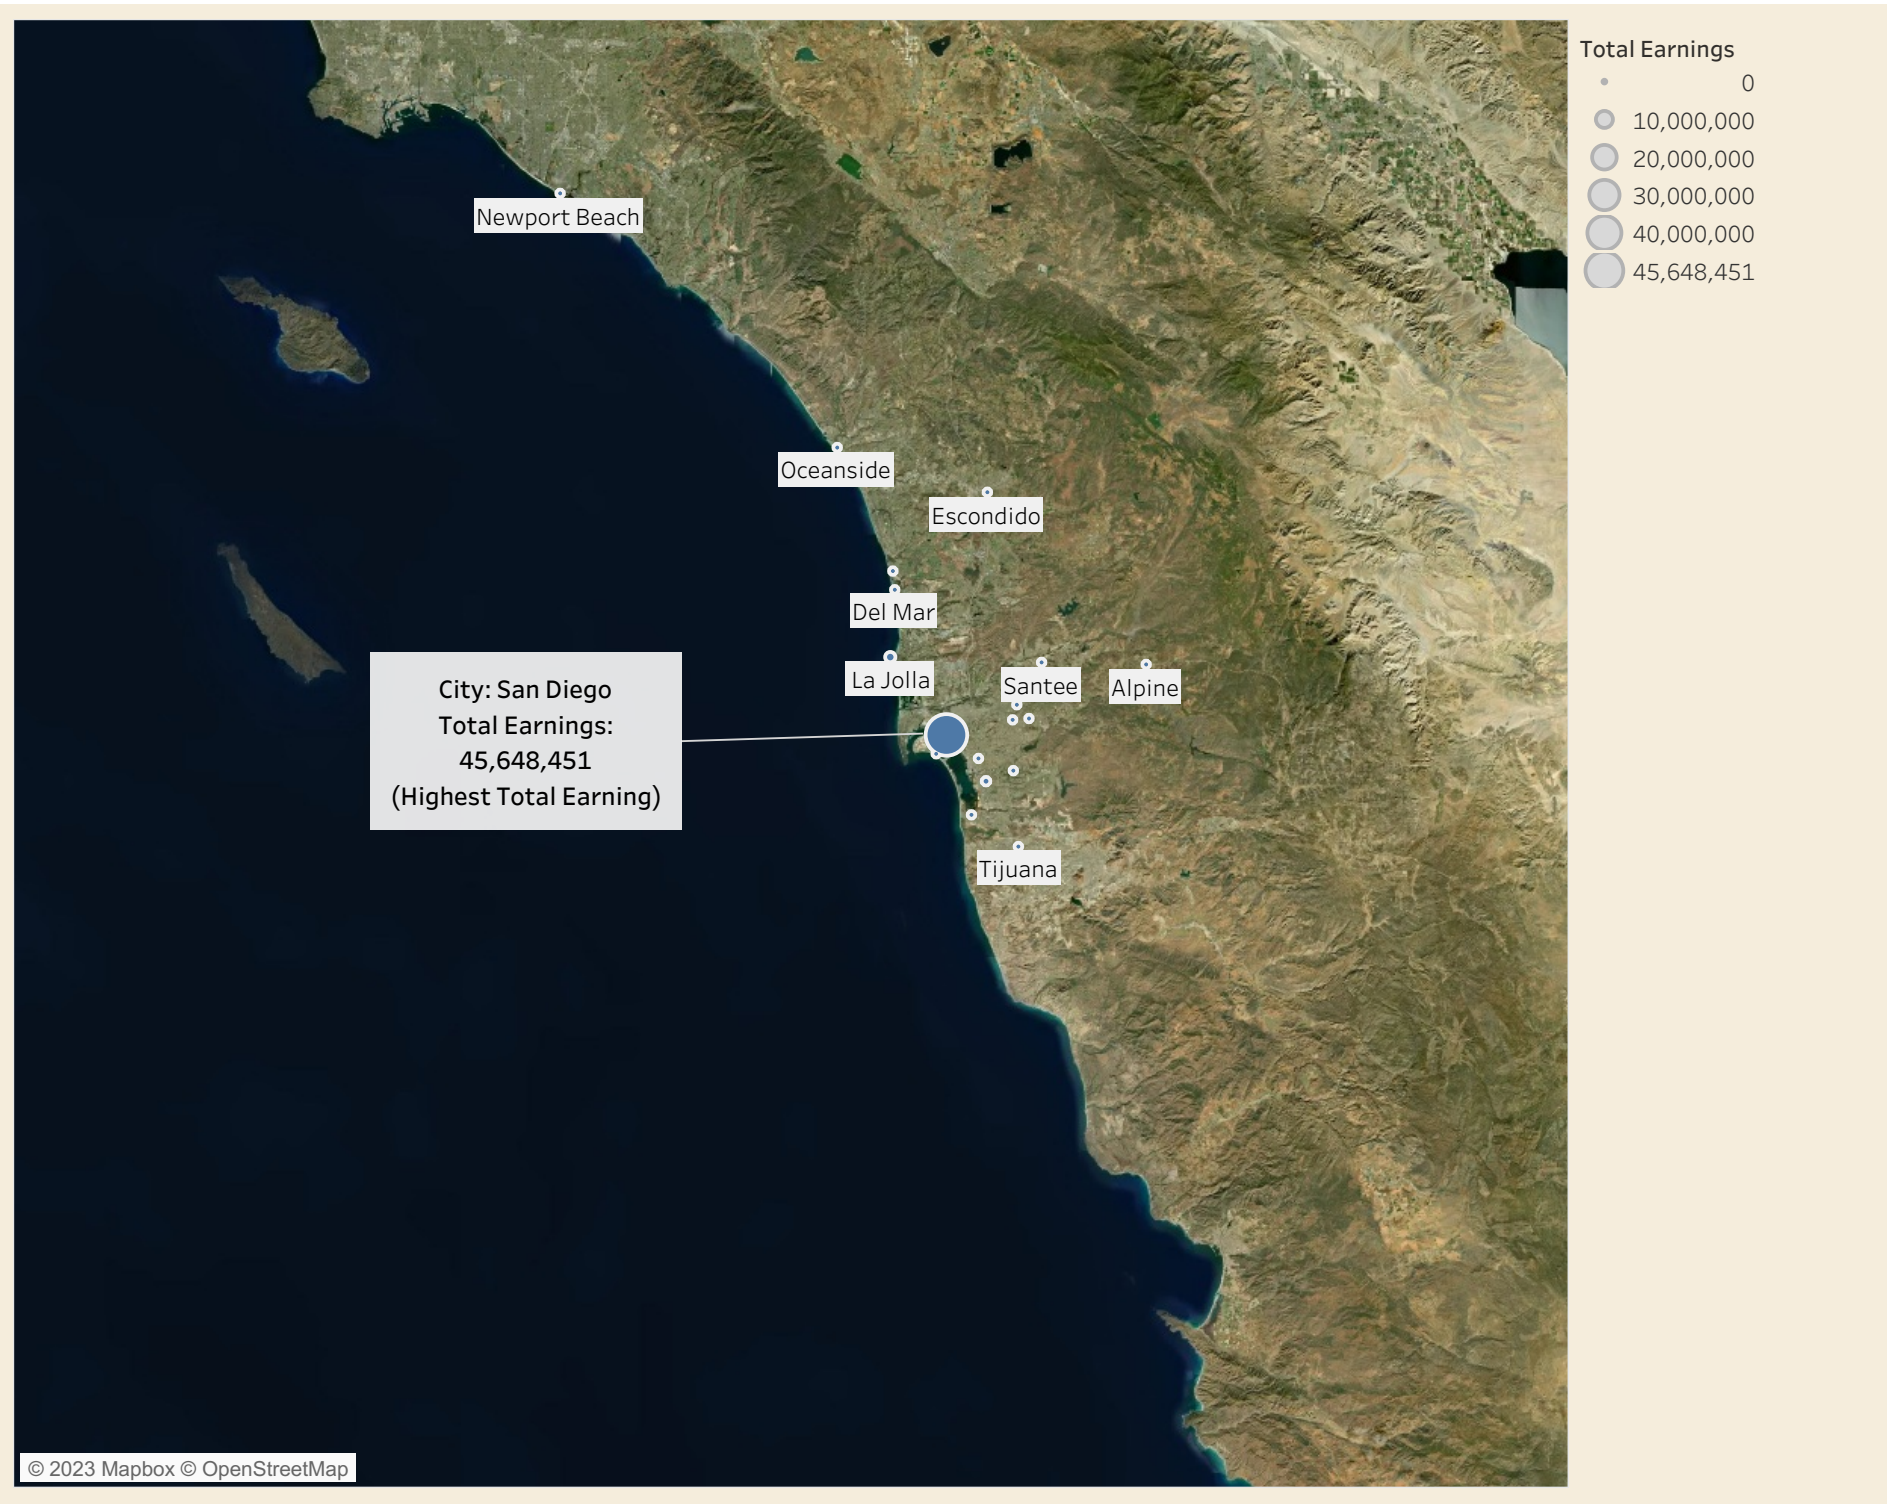 Total Earnings
0
10,000,000
20,000,000
30,000,000
40,000,000
45,648,451
Newport Beach
Oceanside
Escondido
Del Mar
La Jolla
Santee
Alpine
City: San Diego
Total Earnings:
45,648,451
(Highest Total Earning)
Tijuana
© 2023 Mapbox © OpenStreetMap